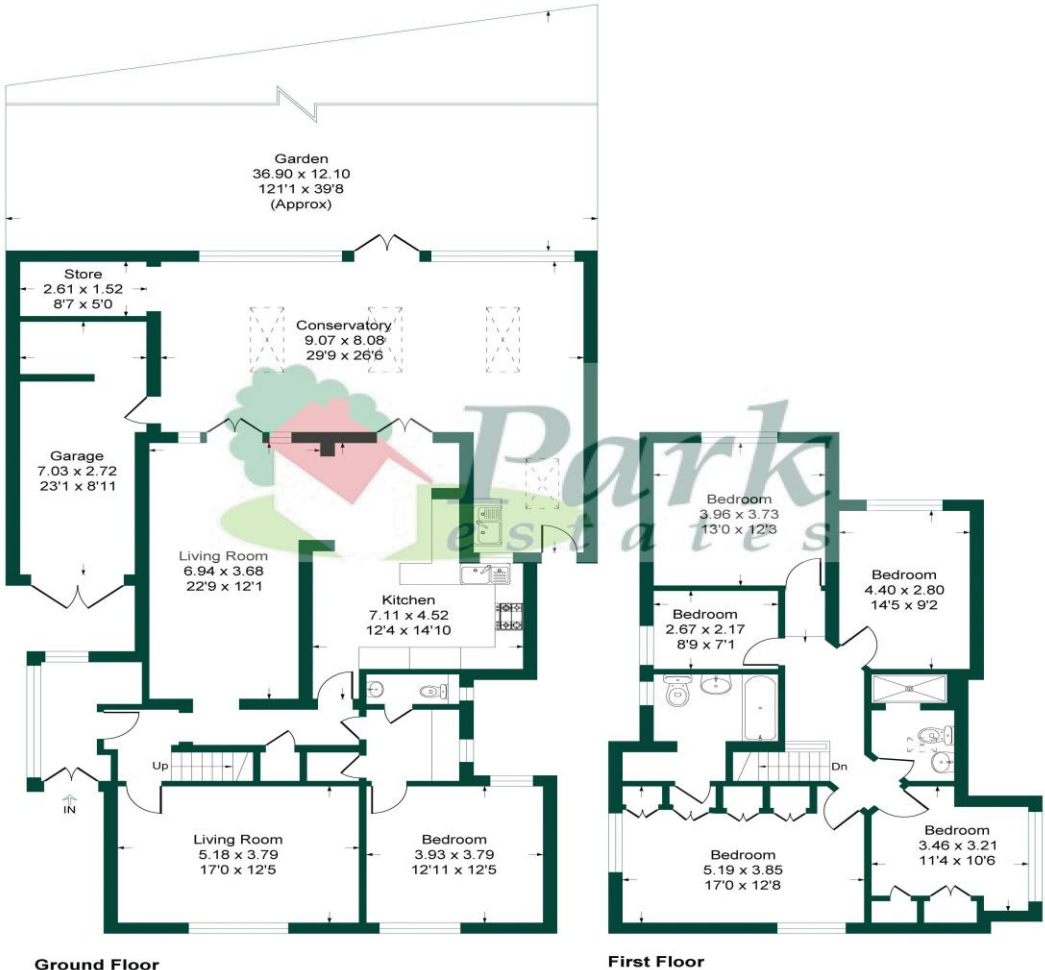 Garden
36.90 x 12.10
121'1 x 39'8
(Approx)
Store
2.61 x 1.52
8'7 x 5'0
Conservatory
9.07 x 8.08
29'9 x 26'6
Garage
7.03 x 2.72
23'1 x 8'11
Living Room
6.94 x 3.68
22'9 x 12'1
Kitchen
7.11 x 4.52
12'4 x 14'10
Up
IN
Living Room
5.18 x 3.79
17'0 x 12'5
Bedroom
3.93 x 3.79
12'11 x 12'5
Ground Floor
Park
estates
Bedroom
3.96 x 3.73
13'0 x 12'3
Bedroom
4.40 x 2.80
14'5 x 9'2
Bedroom
2.67 x 2.17
8'9 x 7'1
Dn
Bedroom
5.19 x 3.85
17'0 x 12'8
Bedroom
3.46 x 3.21
11'4 x 10'6
First Floor